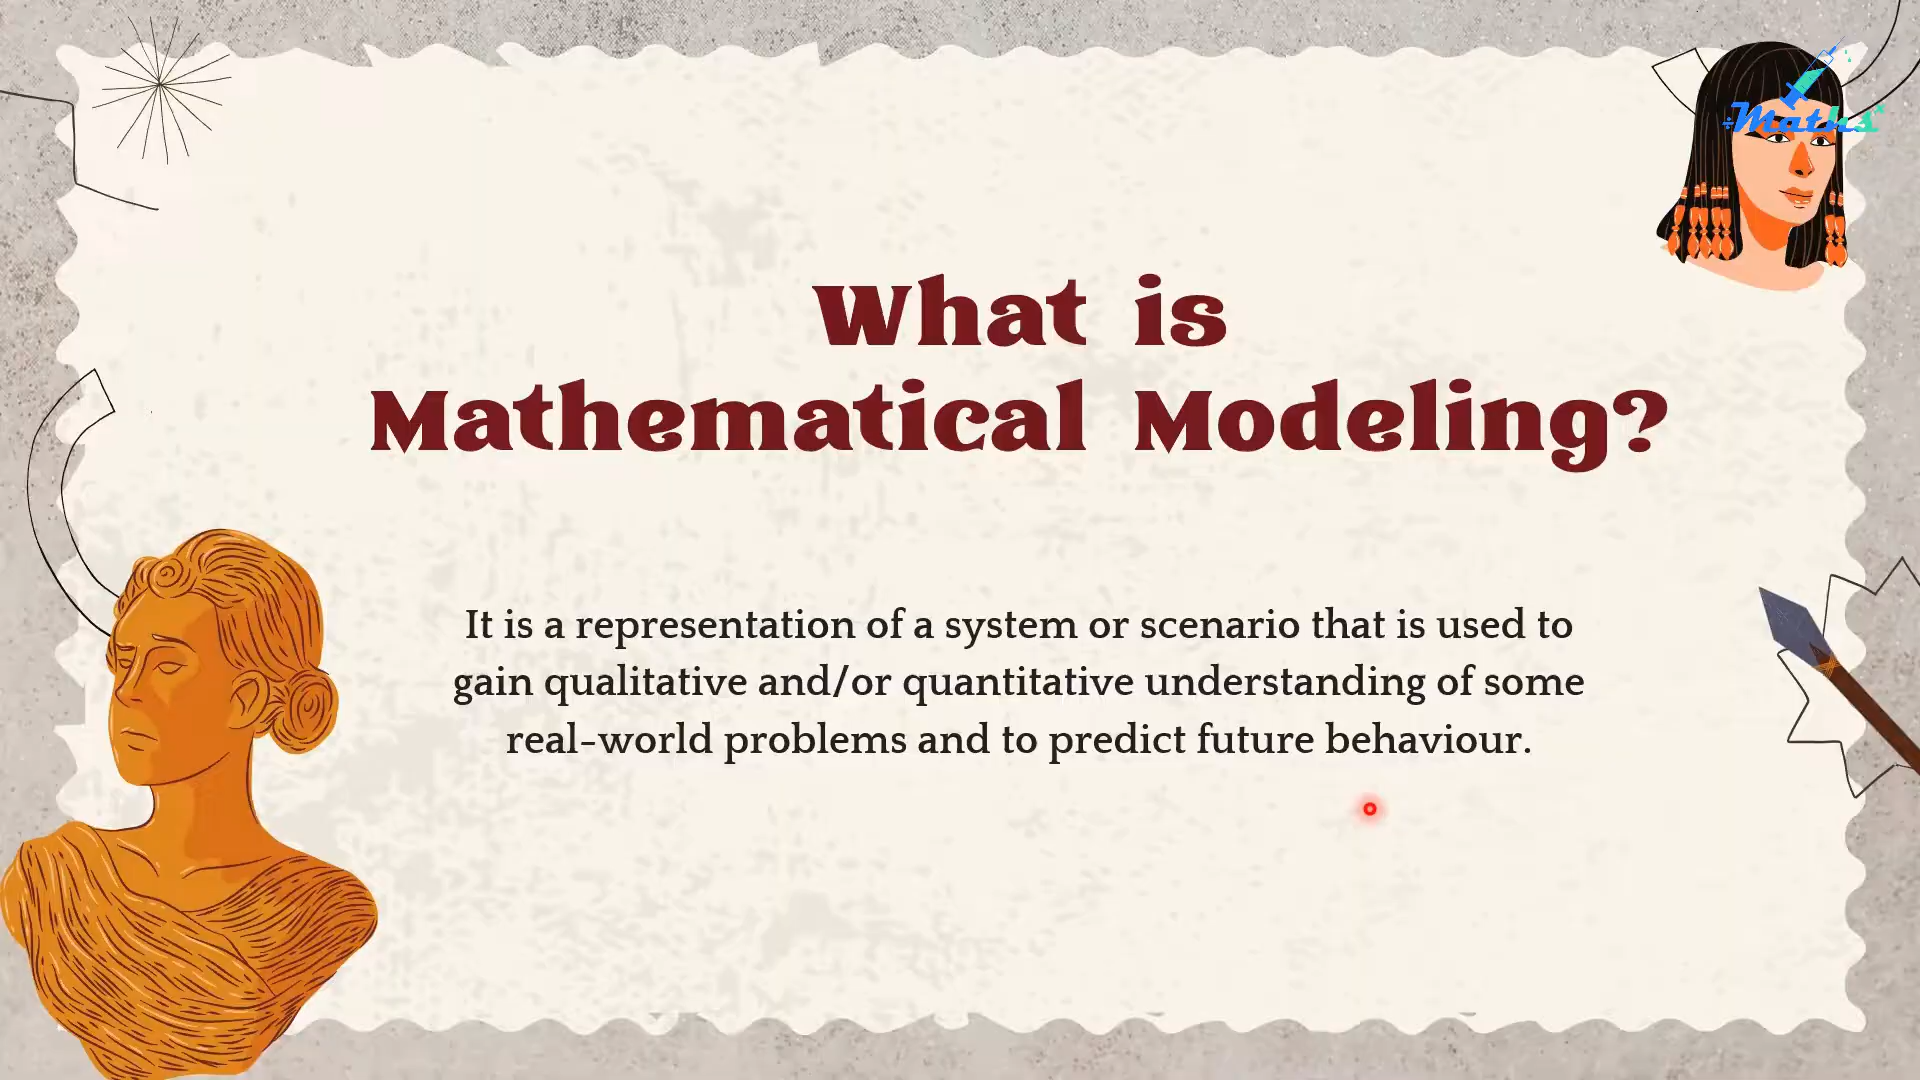 Maths
What is
Mathematical Modeling?
It is a representation of a system or scenario that is used to
gain qualitative and/or quantitative understanding of some
real-world problems and to predict future behaviour.